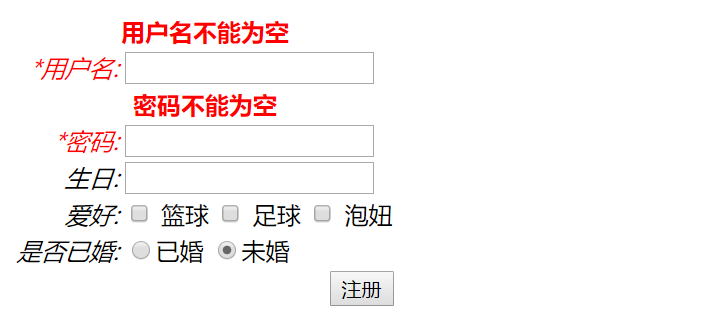 用户名不能为空
*用户名:
密码不能为空
*密码:
生日:
爱好: 篮球 足球 泡妞
是否已婚: 已婚 未婚
注册